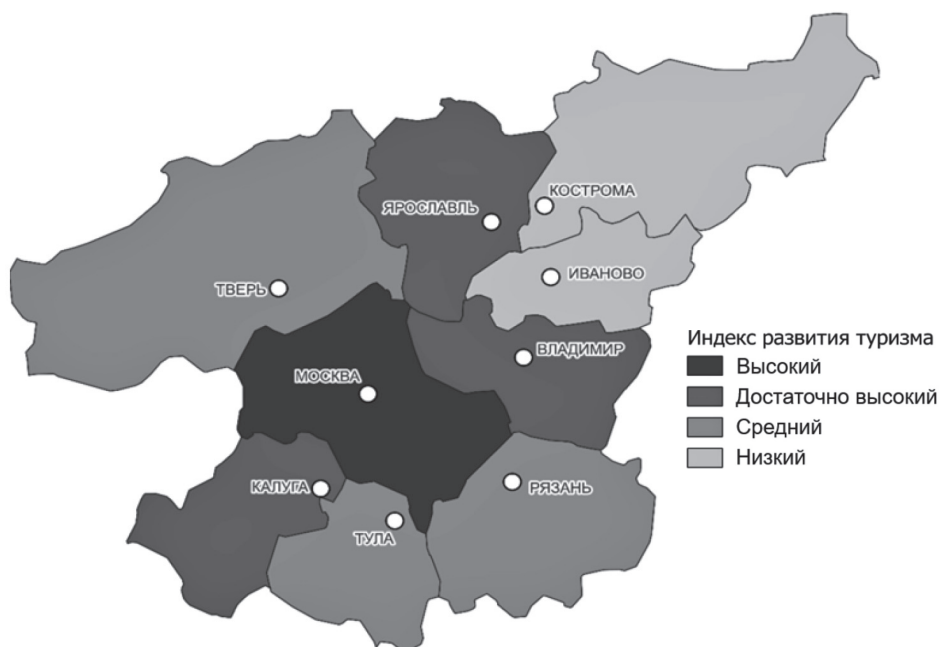 КОСТРОМА
ЯРОСЛАВЛЬ
ИВАНОВО
ТВЕРЬ
ВЛАДИМИР
МОСКВА
КАЛУГА
РЯЗАНЬ
ТУЛА
Индекс развития туризма
Высокий
Достаточно высокий
Средний
Низкий